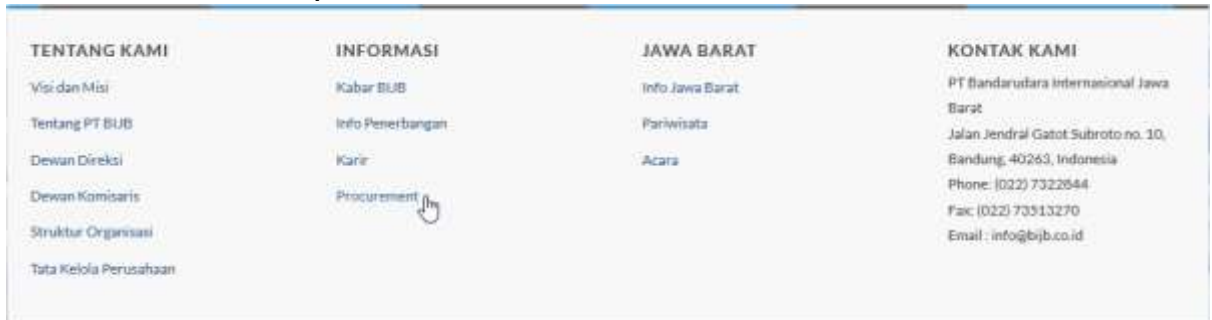 TENTANG KAMI
Visi dan Misi
Tentang PT BIJB
Dewan Direksi
Dewan Komisaris
Struktur Organisasi
Tata Kelola Perusahaan
INFORMASI
Kabar BIJB
Info Penerbangan
Karir
Procurement
JAWA BARAT
Info Jawa Barat
Pariwisata
Acara
KONTAK KAMI
PT Bandarudara Internasional Jawa
Barat
Jalan Jendral Gatot Subroto no. 10,
Bandung, 40263, Indonesia
Phone: (022) 7322844
Fax: (022) 73513270
Email : info@bijb.co.id